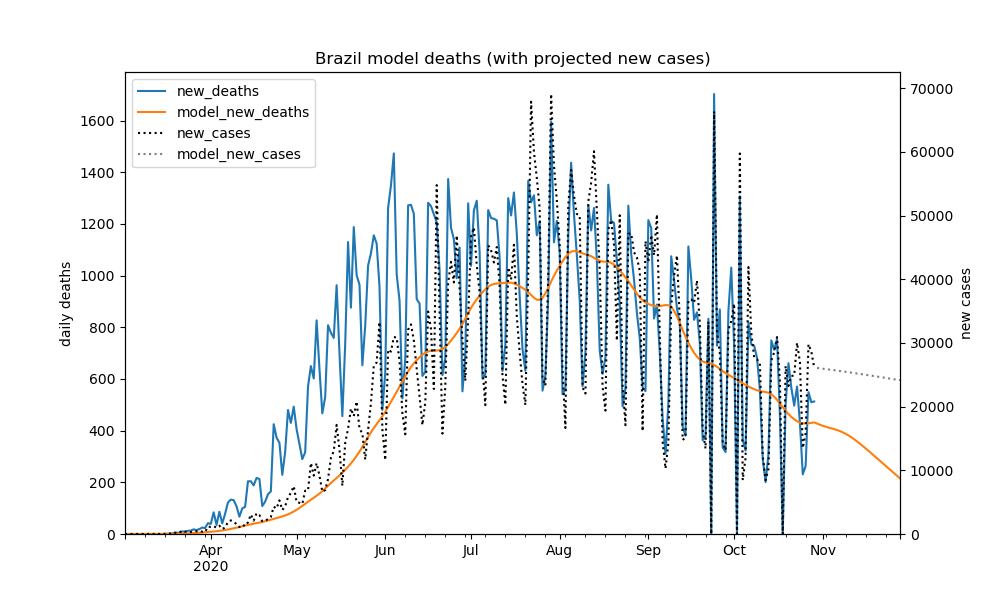 Brazil model deaths (with projected new cases)
new_deaths
model_new_deaths
new_cases
model_new_cases
daily deaths
1600
1400
1200
1000
800
600
400
200
0
70000
60000
50000
40000
30000
20000
10000
0
new cases
Apr
2020
May
Jun
Jul
Aug
Sep
Oct
Nov